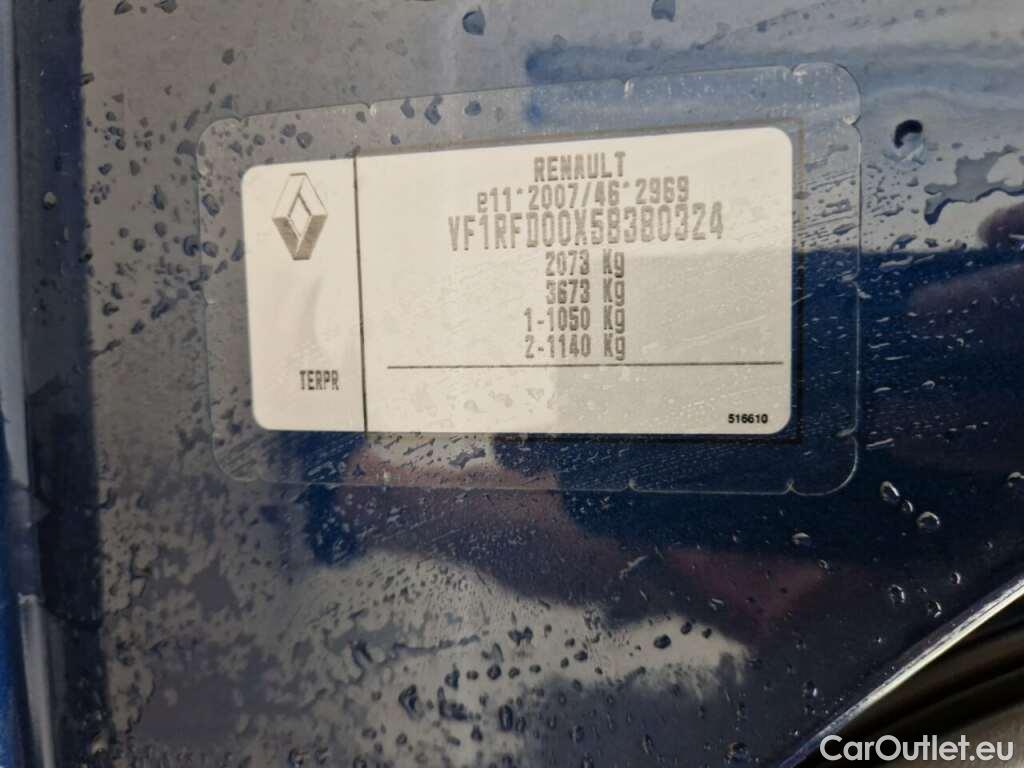 RENAULT
e11*2007/46*2969
VF1RFD00X58380324
2073 Kg
3673 Kg
1-1050 Kg
2-1140 Kg
TERPR
516610
CarOutlet.eu